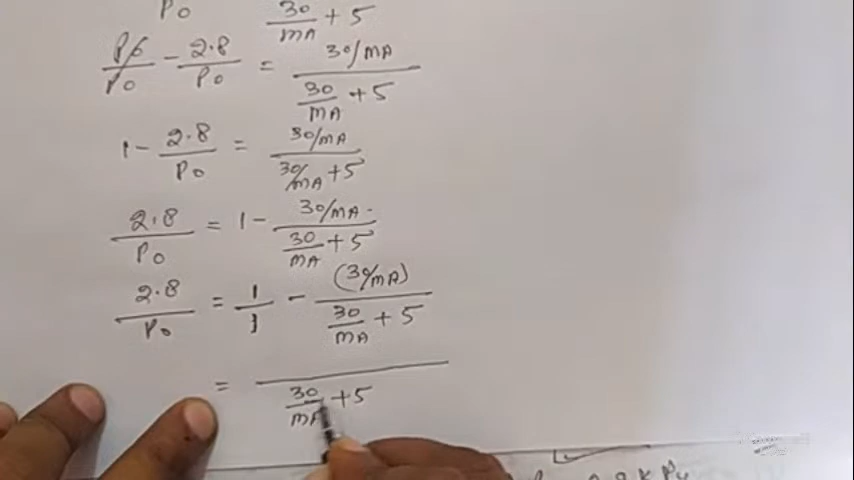 P₀ 30/MA + 5
P₀/P₀ - 2.8/P₀ = (30/MA)/(30/MA + 5)
1 - 2.8/P₀ = (30/MA)/(30/MA + 5)
2.8/P₀ = 1 - (30/MA)/(30/MA + 5)
2.8/P₀ = 1/1 - (30/MA)/(30/MA + 5)
= 30/MA + 5